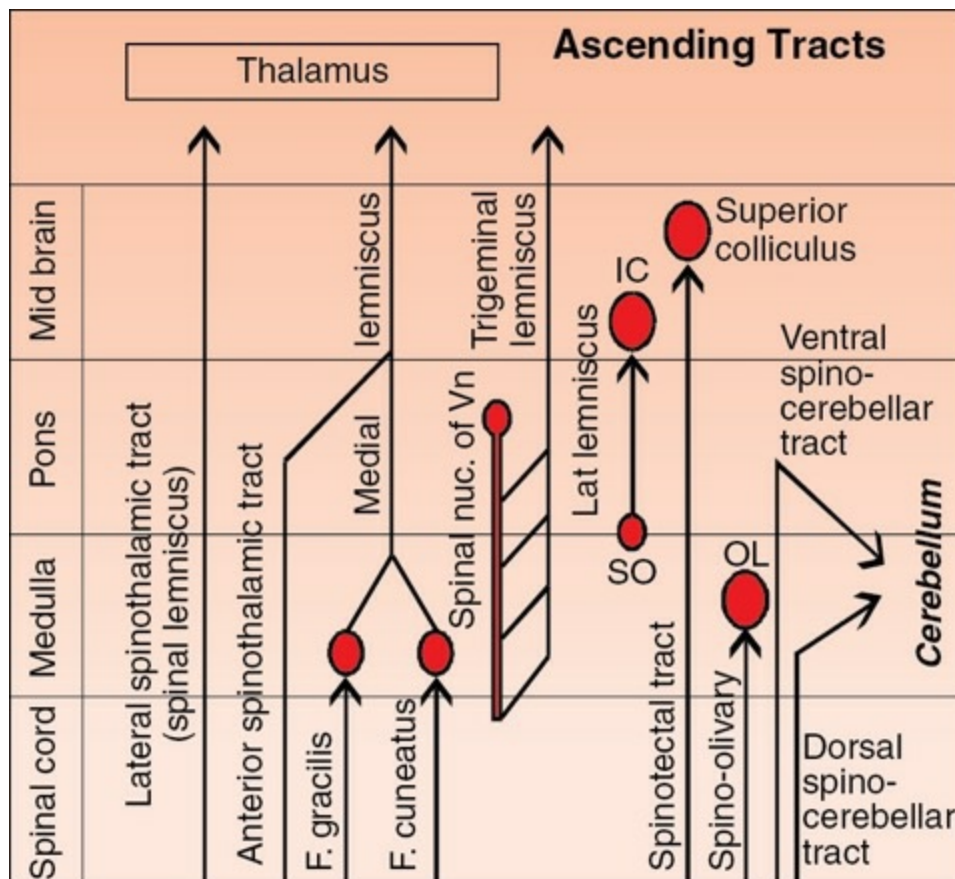 Ascending Tracts
Thalamus
Mid brain
Pons
Medulla
Spinal cord
Lateral spinothalamic tract
(spinal lemniscus)
Anterior spinothalamic tract
F. gracilis
F. cuneatus
Medial
lemniscus
Spinal nuc. of Vn
Trigeminal
lemniscus
Lat lemniscus
IC
SO
Superior
colliculus
Spinotectal tract
OL
Spino-olivary
Ventral
spino-
cerebellar
tract
Dorsal
spino-
cerebellar
tract
Cerebellum